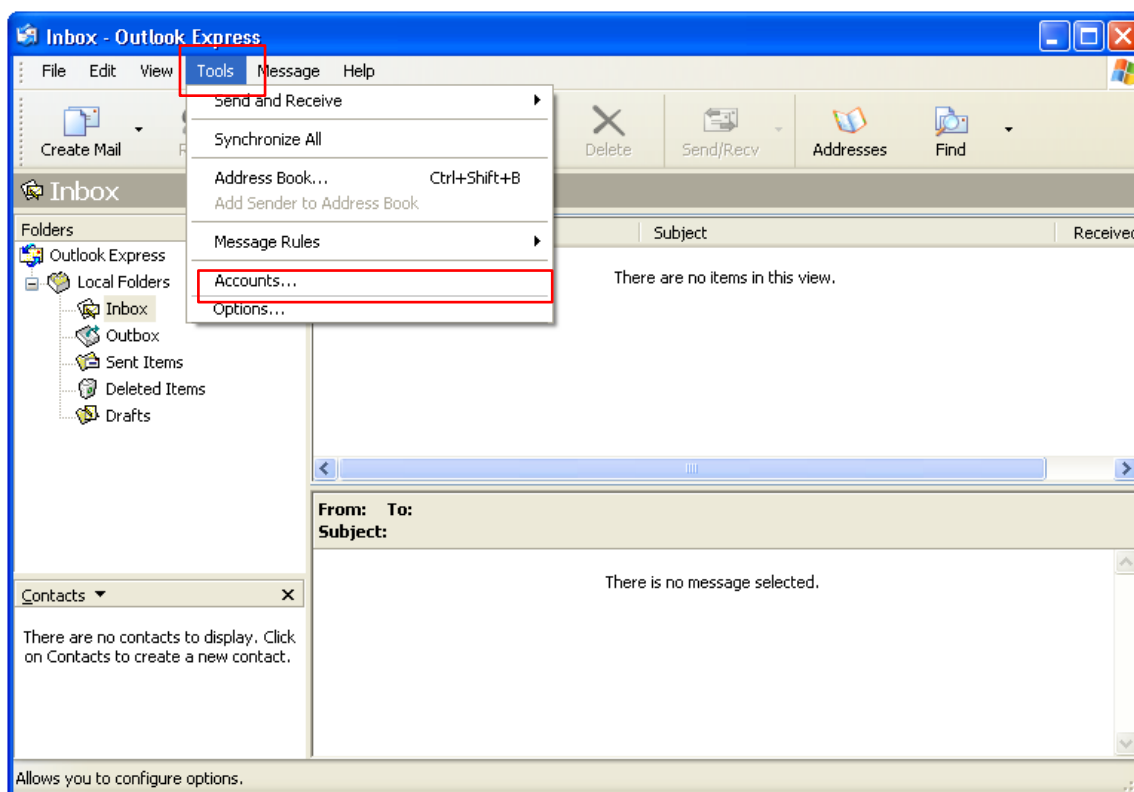 Inbox - Outlook Express
File Edit View Tools Message Help
Create Mail Delete Send/Recv Addresses Find
Send and Receive
Synchronize All
Address Book... Ctrl+Shift+B
Add Sender to Address Book
Message Rules
Accounts...
Options...
Inbox
Folders
Outlook Express
Local Folders
Inbox
Outbox
Sent Items
Deleted Items
Drafts
Subject Received
There are no items in this view.
From: To:
Subject:
There is no message selected.
Contacts
There are no contacts to display. Click
on Contacts to create a new contact.
Allows you to configure options.